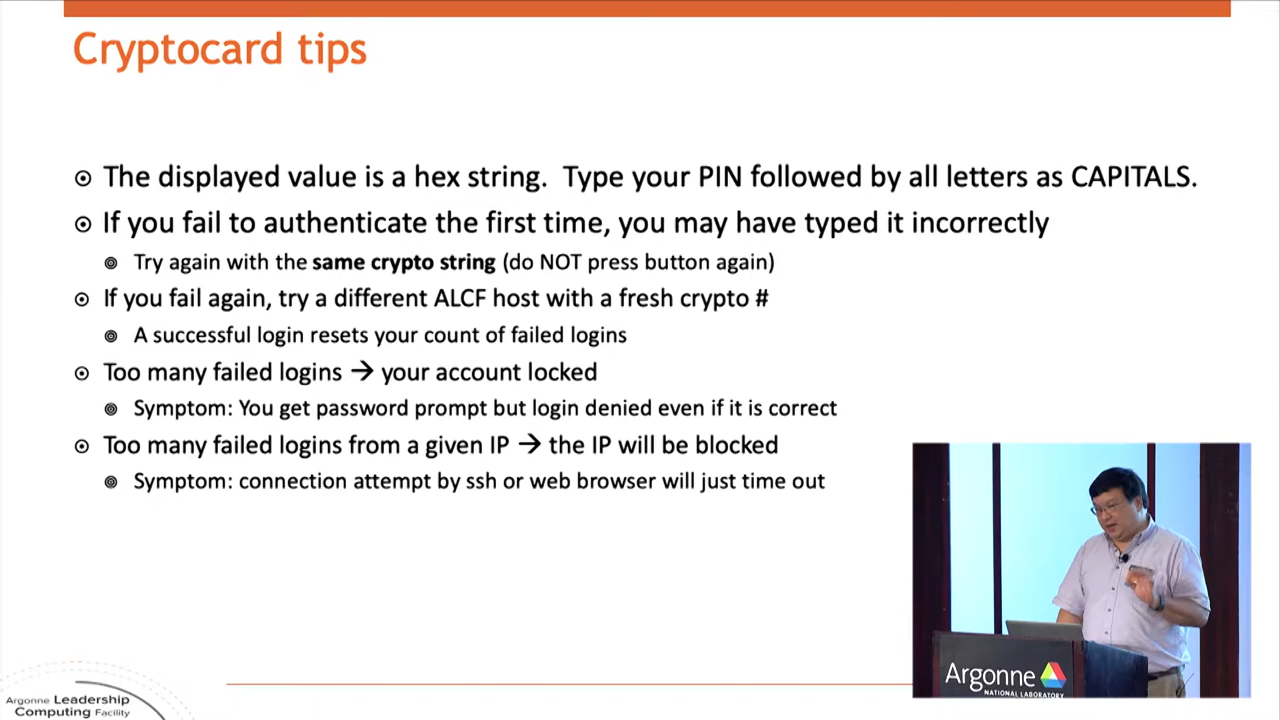 Cryptocard tips
The displayed value is a hex string. Type your PIN followed by all letters as CAPITALS.
If you fail to authenticate the first time, you may have typed it incorrectly
Try again with the same crypto string (do NOT press button again)
If you fail again, try a different ALCF host with a fresh crypto #
A successful login resets your count of failed logins
Too many failed logins → your account locked
Symptom: You get password prompt but login denied even if it is correct
Too many failed logins from a given IP → the IP will be blocked
Symptom: connection attempt by ssh or web browser will just time out
Argonne
NATIONAL LABORATORY
Argonne Leadership
Computing Facility